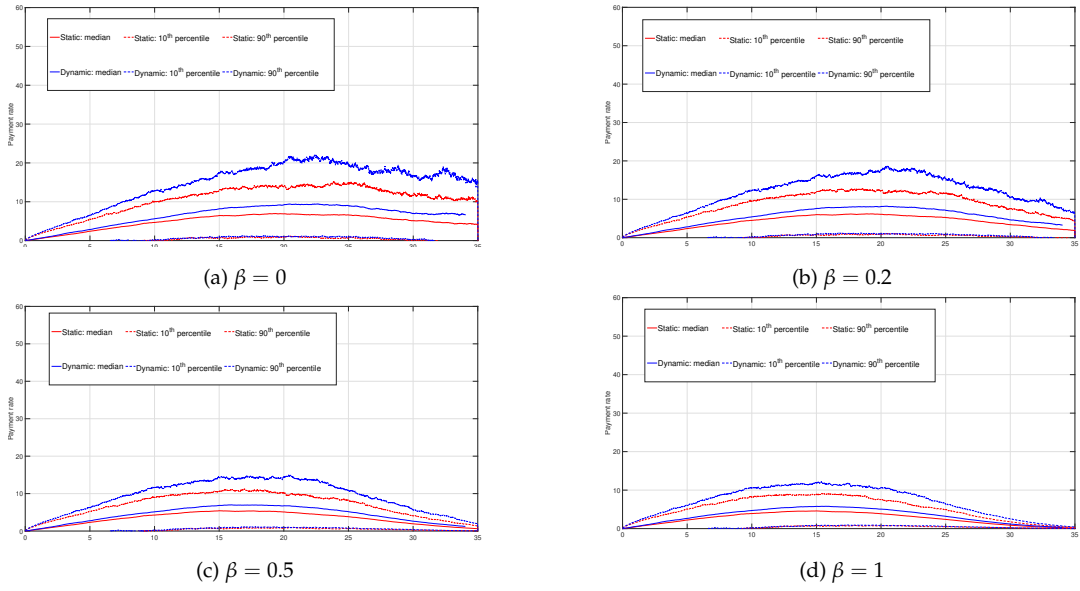 60
50
40
30
20
10
0
Payment rate
Static: median Static: 10th percentile Static: 90th percentile
Dynamic: median Dynamic: 10th percentile Dynamic: 90th percentile
0 5 10 15 20 25 30 35
(a) β = 0
60
50
40
30
20
10
0
Payment rate
Static: median Static: 10th percentile Static: 90th percentile
Dynamic: median Dynamic: 10th percentile Dynamic: 90th percentile
0 5 10 15 20 25 30 35
(b) β = 0.2
60
50
40
30
20
10
0
Payment rate
Static: median Static: 10th percentile Static: 90th percentile
Dynamic: median Dynamic: 10th percentile Dynamic: 90th percentile
0 5 10 15 20 25 30 35
(c) β = 0.5
60
50
40
30
20
10
0
Payment rate
Static: median Static: 10th percentile Static: 90th percentile
Dynamic: median Dynamic: 10th percentile Dynamic: 90th percentile
0 5 10 15 20 25 30 35
(d) β = 1